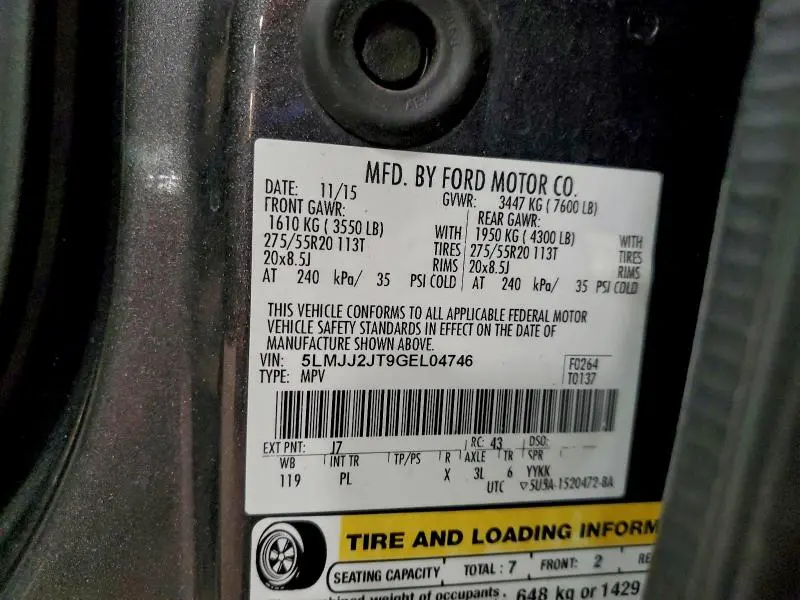 MFD. BY FORD MOTOR CO.
DATE: 11/15 GVWR: 3447 KG ( 7600 LB)
FRONT GAWR: REAR GAWR:
1610 KG ( 3550 LB) WITH 1950 KG ( 4300 LB) WITH
275/55R20 113T TIRES 275/55R20 113T TIRES
20x8.5J RIMS 20x8.5J RIMS
AT 240 kPa/ 35 PSI COLD AT 240 kPa/ 35 PSI COLD
THIS VEHICLE CONFORMS TO ALL APPLICABLE FEDERAL MOTOR
VEHICLE SAFETY STANDARDS IN EFFECT ON THE DATE OF
MANUFACTURE SHOWN ABOVE.
VIN: 5LMJJ2JT9GEL04746 F0264
TYPE: MPV T0137
EXT PNT: J7 RC: 43 DSO:
WB INT TR TP/PS R AXLE TR SPR
119 PL X 3L 6 YYKK
UTC ▽5U5A-1520472-BA
TIRE AND LOADING INFORM
SEATING CAPACITY TOTAL : 7 FRONT: 2 RE
weight of occupants 648 kg or 1429